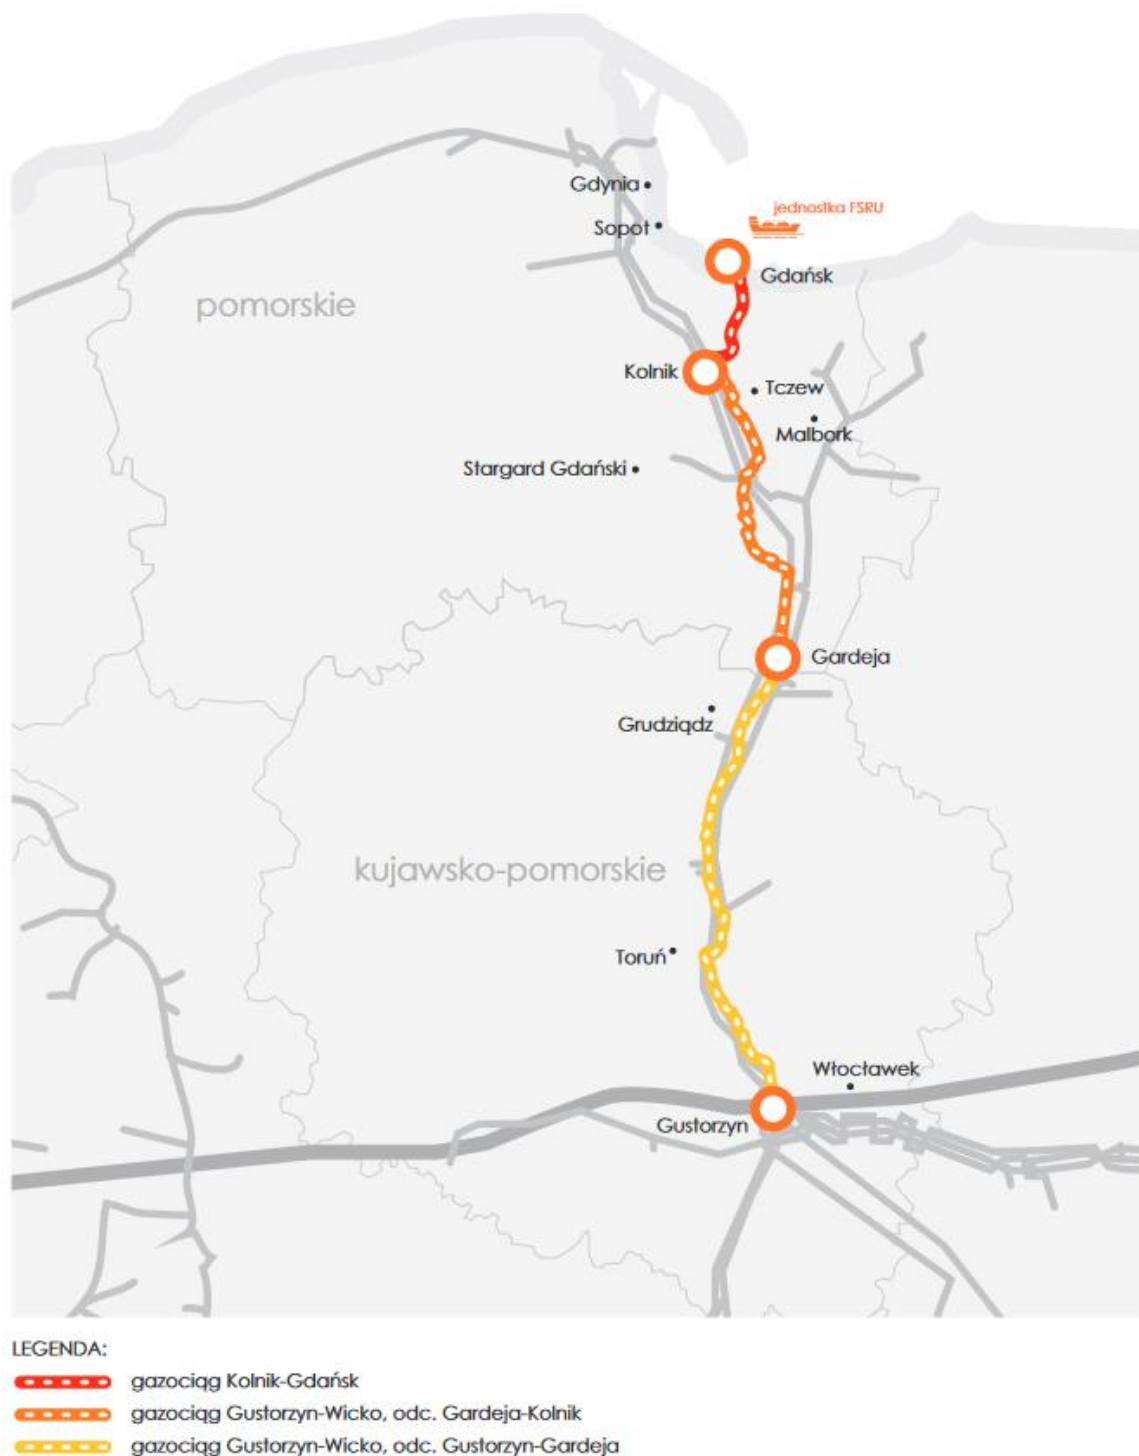 jednostka FSRU
Gdynia
Sopot
Gdańsk
pomorskie
Kolnik
Tczew
Malbork
Stargard Gdański
Gardeja
Grudziądz
kujawsko-pomorskie
Toruń
Włocławek
Gustorzyn
LEGENDA:
gazociąg Kolnik-Gdańsk
gazociąg Gustorzyn-Wicko, odc. Gardeja-Kolnik
gazociąg Gustorzyn-Wicko, odc. Gustorzyn-Gardeja